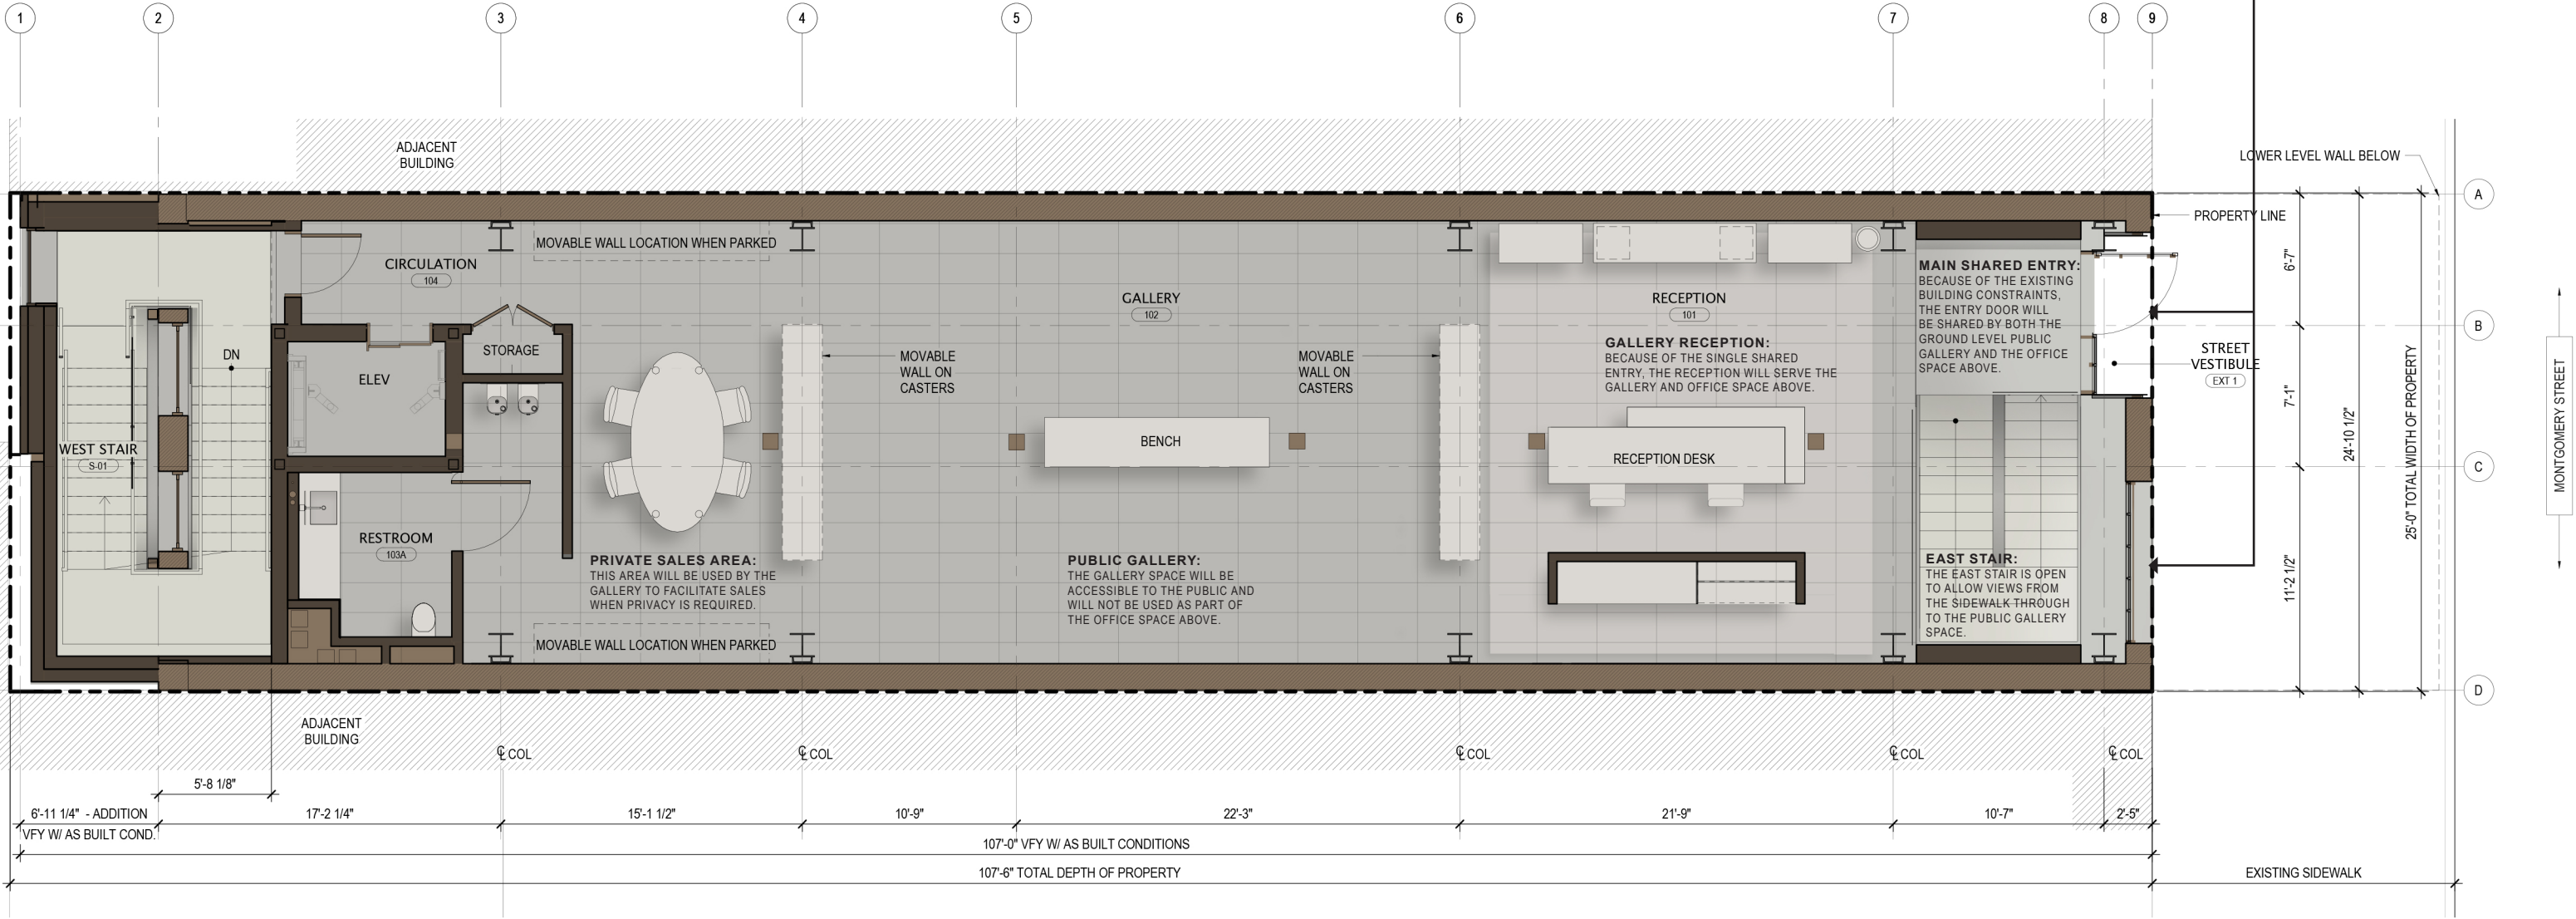 1
2
3
4
5
6
7
8
9
ADJACENT
BUILDING
LOWER LEVEL WALL BELOW
A
PROPERTY LINE
MOVABLE WALL LOCATION WHEN PARKED
CIRCULATION
104
GALLERY
102
RECEPTION
101
MAIN SHARED ENTRY:
BECAUSE OF THE EXISTING
BUILDING CONSTRAINTS,
THE ENTRY DOOR WILL
BE SHARED BY BOTH THE
GROUND LEVEL PUBLIC
GALLERY AND THE OFFICE
SPACE ABOVE.
6'-7"
B
STORAGE
DN
ELEV
MOVABLE
WALL ON
CASTERS
MOVABLE
WALL ON
CASTERS
GALLERY RECEPTION:
BECAUSE OF THE SINGLE SHARED
ENTRY, THE RECEPTION WILL SERVE THE
GALLERY AND OFFICE SPACE ABOVE.
STREET
VESTIBULE
EXT 1
7'-1"
24'-10 1/2"
25'-0" TOTAL WIDTH OF PROPERTY
MONTGOMERY STREET
WEST STAIR
S-01
BENCH
RECEPTION DESK
C
RESTROOM
103A
PRIVATE SALES AREA:
THIS AREA WILL BE USED BY THE
GALLERY TO FACILITATE SALES
WHEN PRIVACY IS REQUIRED.
PUBLIC GALLERY:
THE GALLERY SPACE WILL BE
ACCESSIBLE TO THE PUBLIC AND
WILL NOT BE USED AS PART OF
THE OFFICE SPACE ABOVE.
EAST STAIR:
THE EAST STAIR IS OPEN
TO ALLOW VIEWS FROM
THE SIDEWALK THROUGH
TO THE PUBLIC GALLERY
SPACE.
11'-2 1/2"
MOVABLE WALL LOCATION WHEN PARKED
D
ADJACENT
BUILDING
℄ COL
℄ COL
℄ COL
℄ COL
℄ COL
5'-8 1/8"
6'-11 1/4" - ADDITION
VFY W/ AS BUILT COND.
17'-2 1/4"
15'-1 1/2"
10'-9"
22'-3"
21'-9"
10'-7"
2'-5"
107'-0" VFY W/ AS BUILT CONDITIONS
107'-6" TOTAL DEPTH OF PROPERTY
EXISTING SIDEWALK